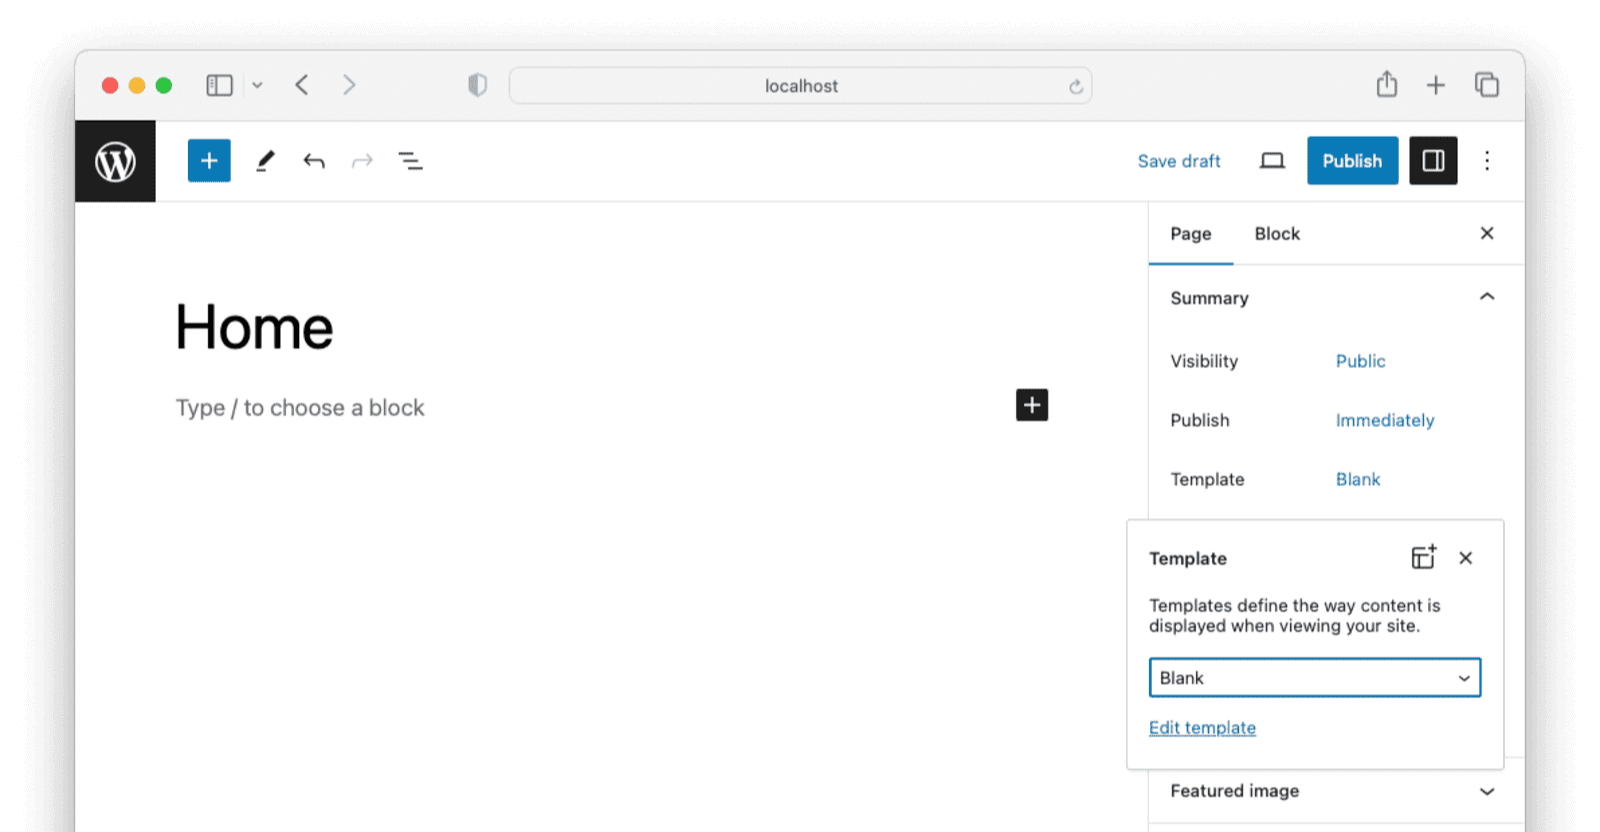 localhost
Save draft
Publish
Page
Block
Summary
Home
Visibility
Public
Type / to choose a block
Publish
Immediately
Template
Blank
Template
Templates define the way content is
displayed when viewing your site.
Blank
Edit template
Featured image